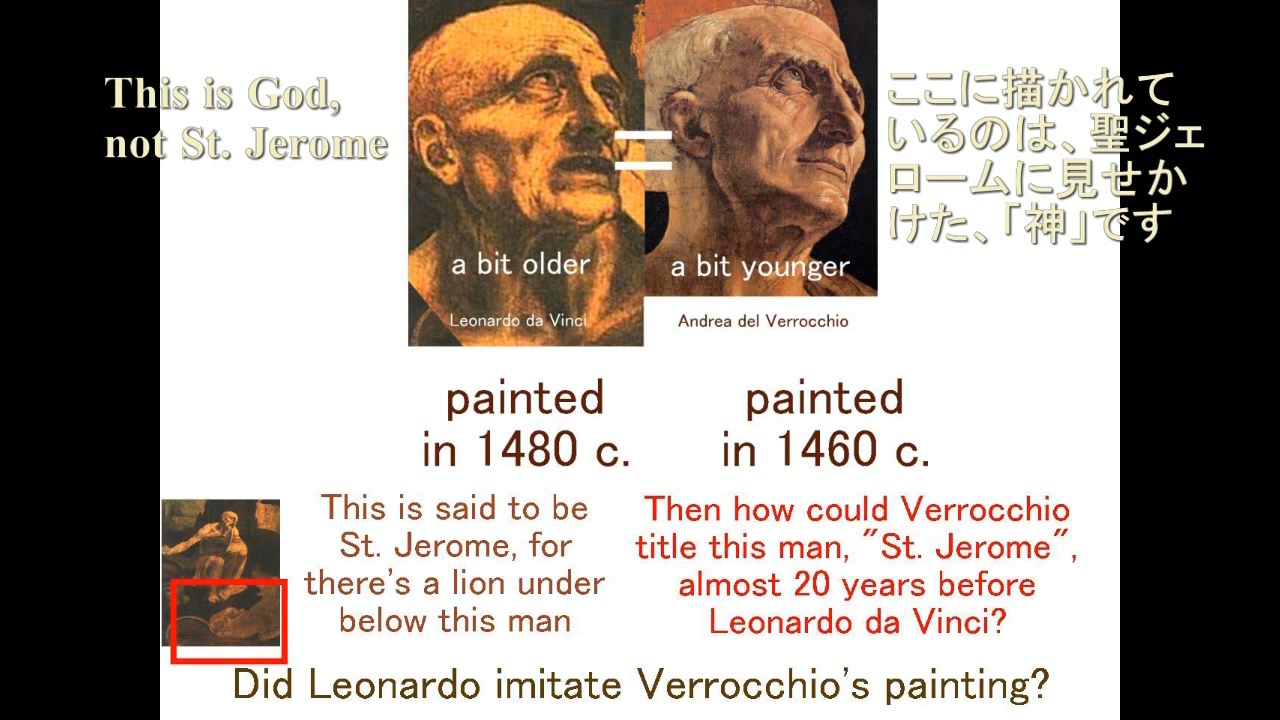 This is God,
not St. Jerome
ここに描かれて
いるのは、聖ジェ
ロームに見せか
けた、「神」です
a bit older
a bit younger
Leonardo da Vinci
Andrea del Verrocchio
painted
in 1480 c.
painted
in 1460 c.
This is said to be
St. Jerome, for
there's a lion under
below this man
Then how could Verrocchio
title this man, "St. Jerome",
almost 20 years before
Leonardo da Vinci?
Did Leonardo imitate Verrocchio's painting?